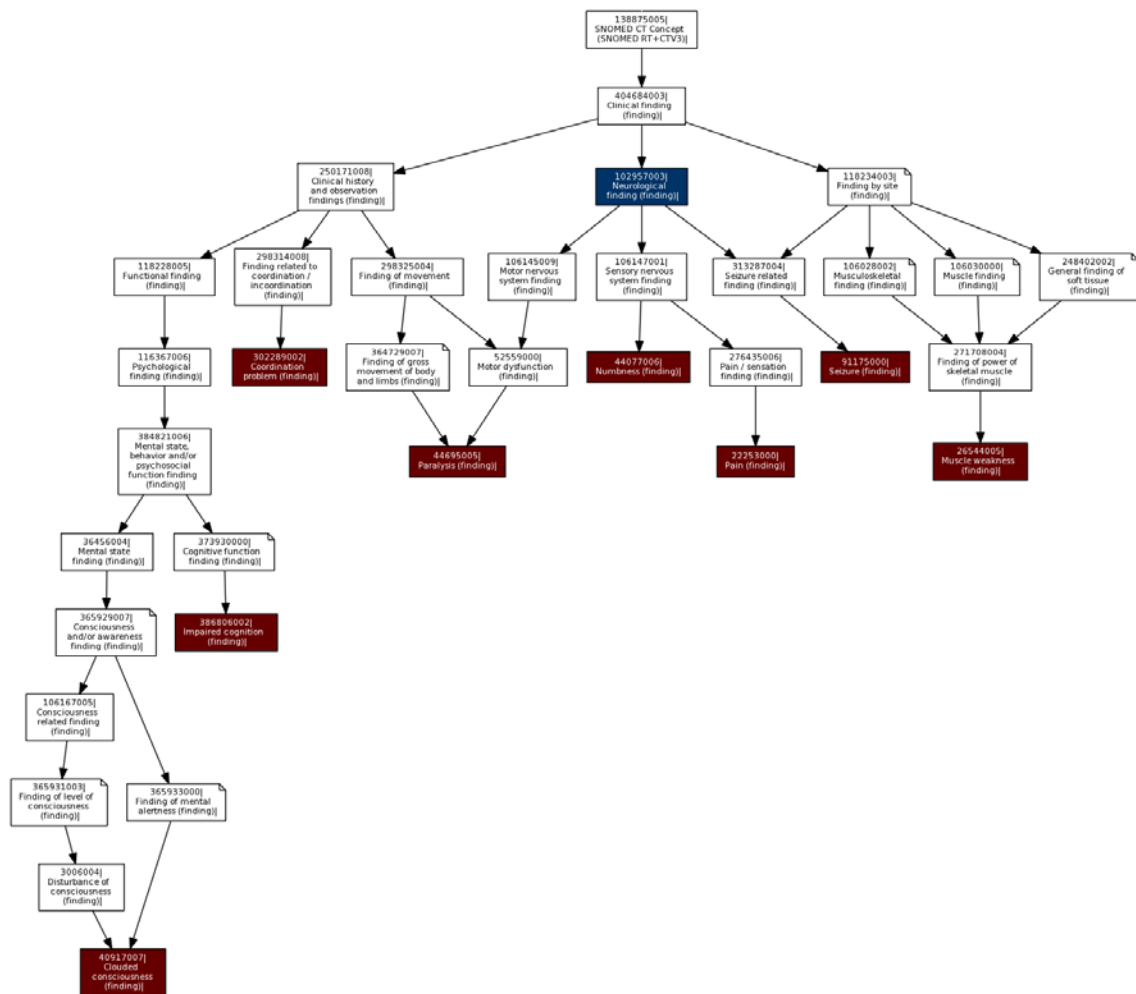 138875005|
SNOMED CT Concept
(SNOMED RT+CTV3)|
404684003|
Clinical finding
(finding)|
250171008|
Clinical history
and observation
findings (finding)|
102957003|
Neurological
finding (finding)|
118234003|
Finding by site
(finding)|
118228005|
Functional finding
(finding)|
298314008|
Finding related to
coordination /
incoordination
(finding)|
298325004|
Finding of movement
(finding)|
106145009|
Motor nervous
system finding
(finding)|
106147001|
Sensory nervous
system finding
(finding)|
313287004|
Seizure related
finding (finding)|
106028002|
Musculoskeletal
finding (finding)|
106030000|
Muscle finding
(finding)|
248402002|
General finding of
soft tissue
(finding)|
116367006|
Psychological
finding (finding)|
302289002|
Coordination
problem (finding)|
364729007|
Finding of gross
movement of body
and limbs (finding)|
52559000|
Motor dysfunction
(finding)|
44077006|
Numbness (finding)|
276435006|
Pain / sensation
finding (finding)|
91175000|
Seizure (finding)|
271708004|
Finding of power of
skeletal muscle
(finding)|
384821006|
Mental state,
behavior and/or
psychosocial
function finding
(finding)|
44695005|
Paralysis (finding)|
22253000|
Pain (finding)|
26544005|
Muscle weakness
(finding)|
36456004|
Mental state
finding (finding)|
373930000|
Cognitive function
finding (finding)|
365929007|
Consciousness
and/or awareness
finding (finding)|
386806002|
Impaired cognition
(finding)|
106167005|
Consciousness
related finding
(finding)|
365931003|
Finding of level of
consciousness
(finding)|
365933000|
Finding of mental
alertness (finding)|
3006004|
Disturbance of
consciousness
(finding)|
40917007|
Clouded
consciousness
(finding)|